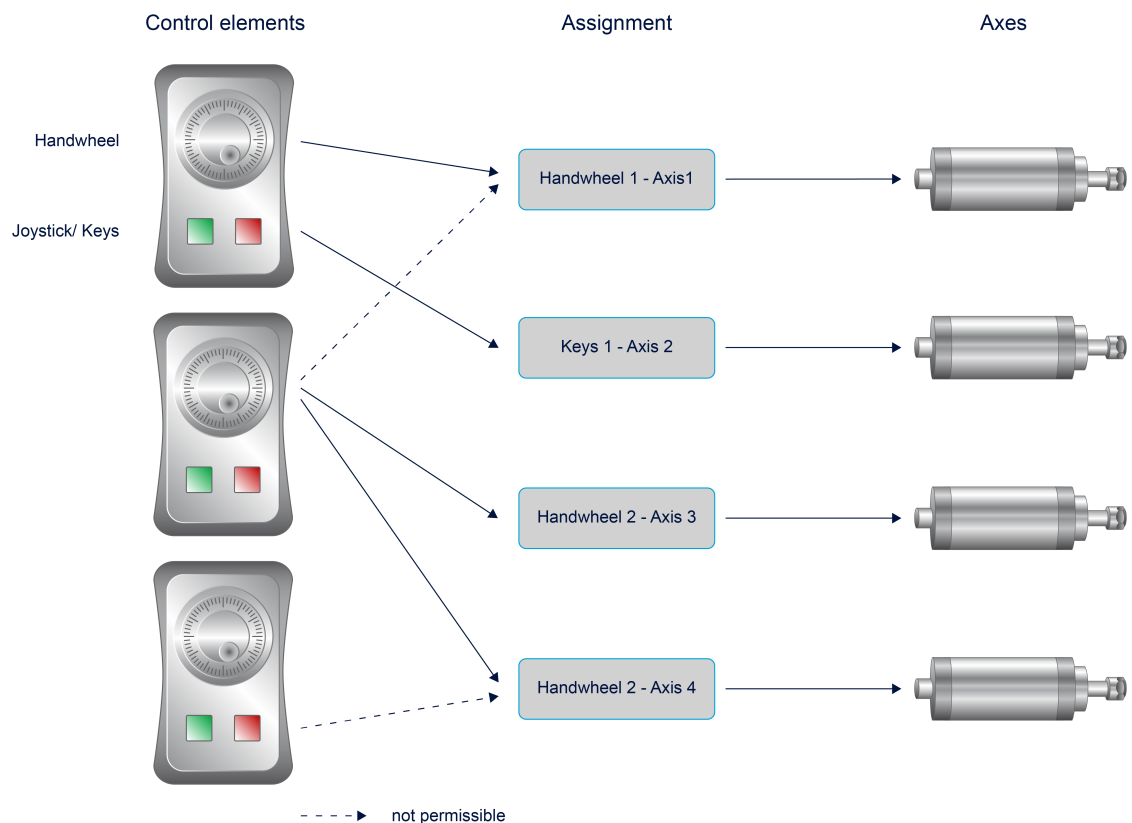 Control elements
Assignment
Axes
Handwheel
Handwheel 1 - Axis1
Joystick/ Keys
Keys 1 - Axis 2
Handwheel 2 - Axis 3
Handwheel 2 - Axis 4
not permissible